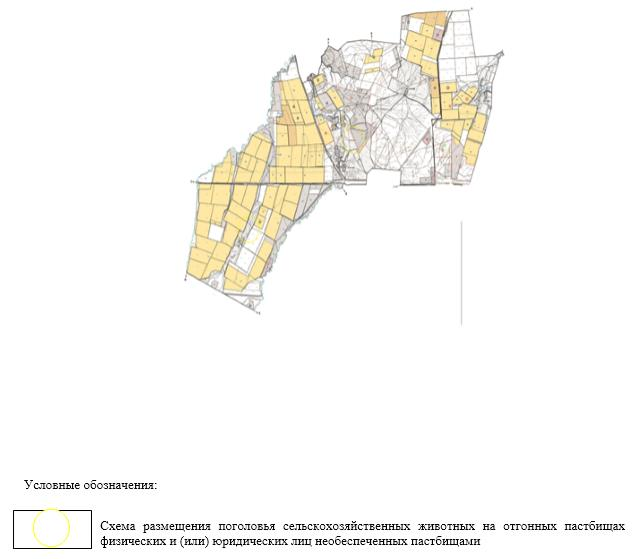 Условные обозначения:
Схема размещения поголовья сельскохозяйственных животных на отгонных пастбищах
физических и (или) юридических лиц необеспеченных пастбищами